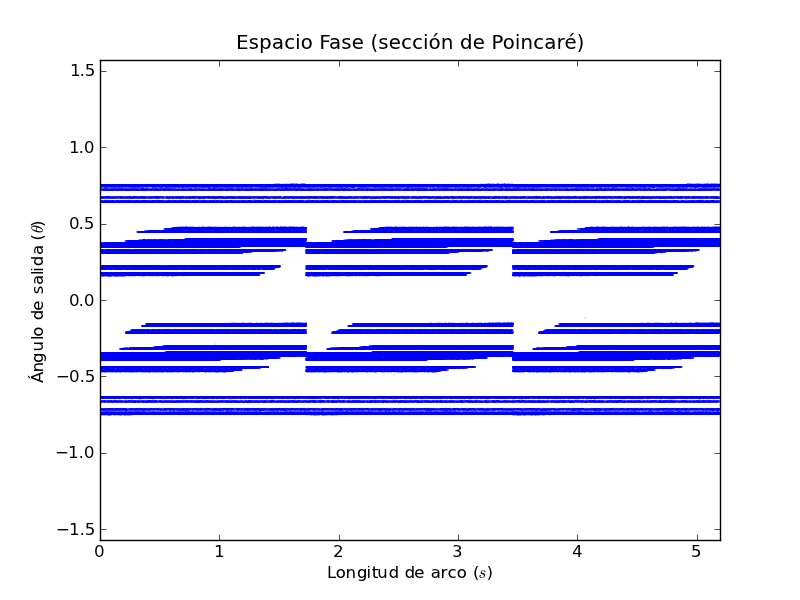 Espacio Fase (sección de Poincaré)
1.5
1.0
0.5
0.0
−0.5
−1.0
−1.5
Ángulo de salida (θ)
0 1 2 3 4 5
Longitud de arco (s)